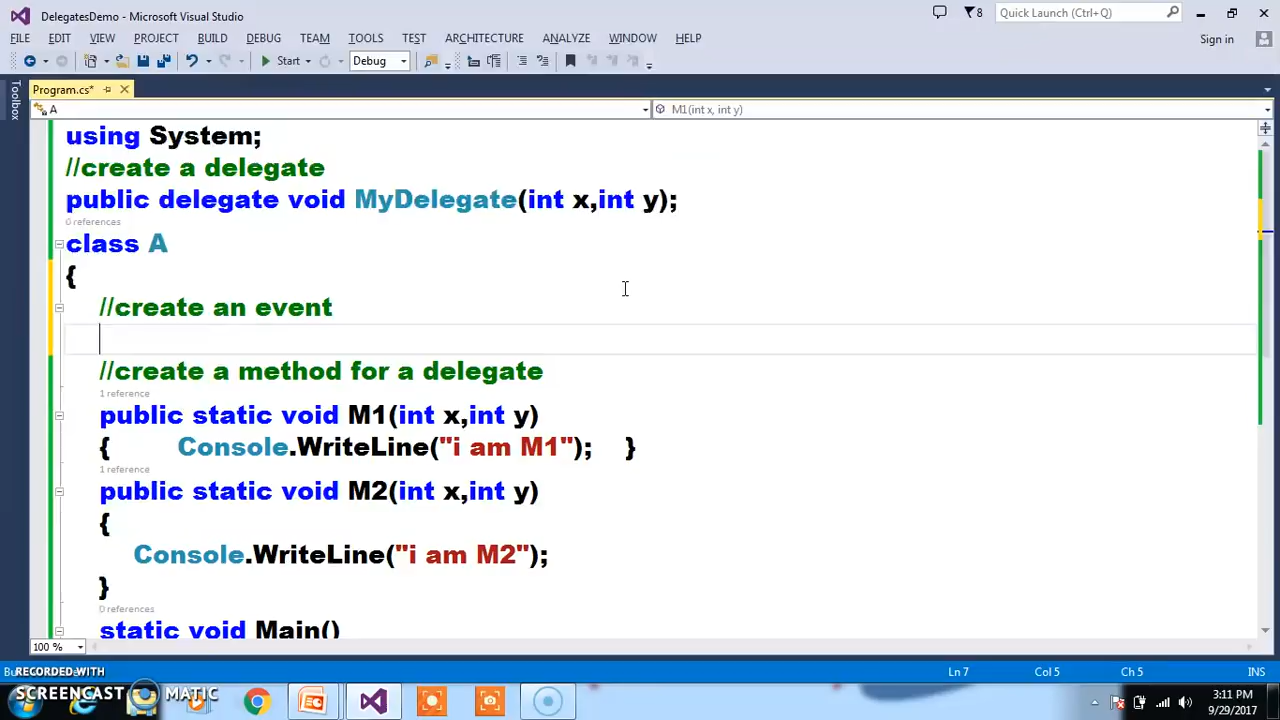 DelegatesDemo - Microsoft Visual Studio
8
Quick Launch (Ctrl+Q)
FILE EDIT VIEW PROJECT BUILD DEBUG TEAM TOOLS TEST ARCHITECTURE ANALYZE WINDOW HELP
Sign in
Start
Debug
Toolbox
Program.cs*
A
M1(int x, int y)
using System;
//create a delegate
public delegate void MyDelegate(int x,int y);
0 references
class A
{
//create an event
//create a method for a delegate
1 reference
public static void M1(int x,int y)
{ Console.WriteLine("i am M1"); }
1 reference
public static void M2(int x,int y)
{
Console.WriteLine("i am M2");
}
0 references
static void Main()
100 %
RECORDED WITH
Ln 7
Col 5
Ch 5
INS
SCREENCAST MATIC
3:11 PM
9/29/2017